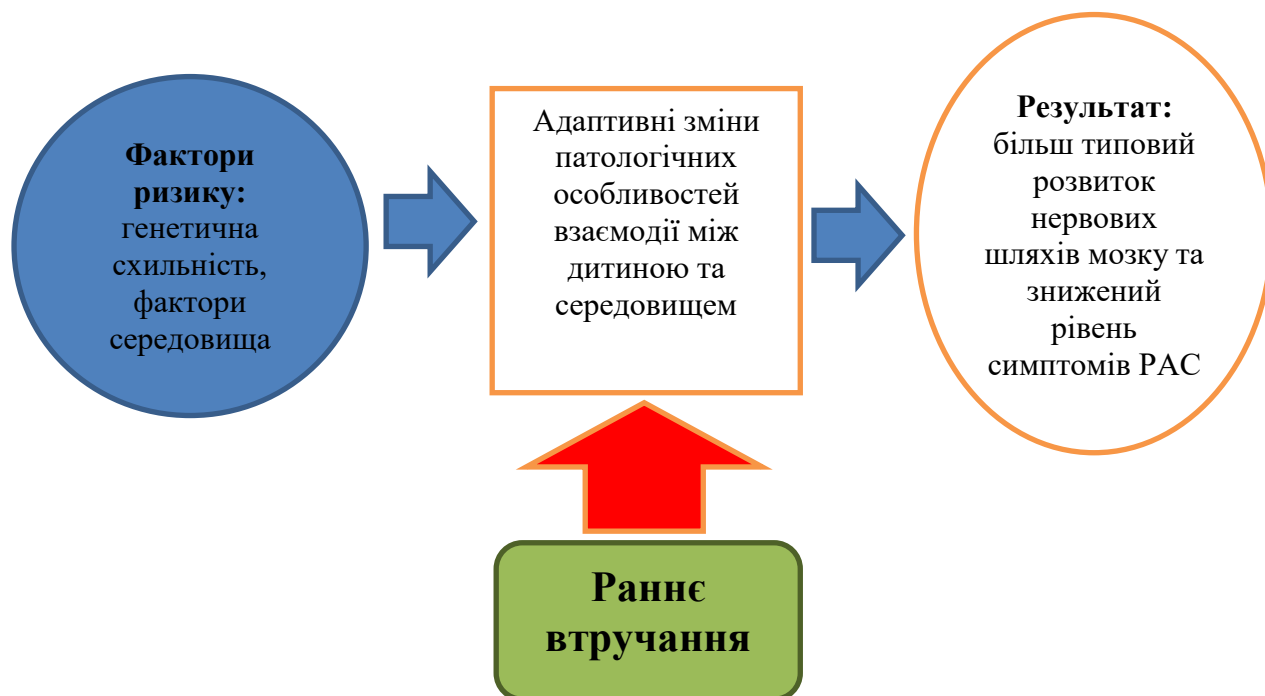 Фактори
ризику:
генетична
схильність,
фактори
середовища
Адаптивні зміни
патологічних
особливостей
взаємодії між
дитиною та
середовищем
Результат:
більш типовий
розвиток
нервових
шляхів мозку та
знижений
рівень
симптомів РАС
Раннє
втручання